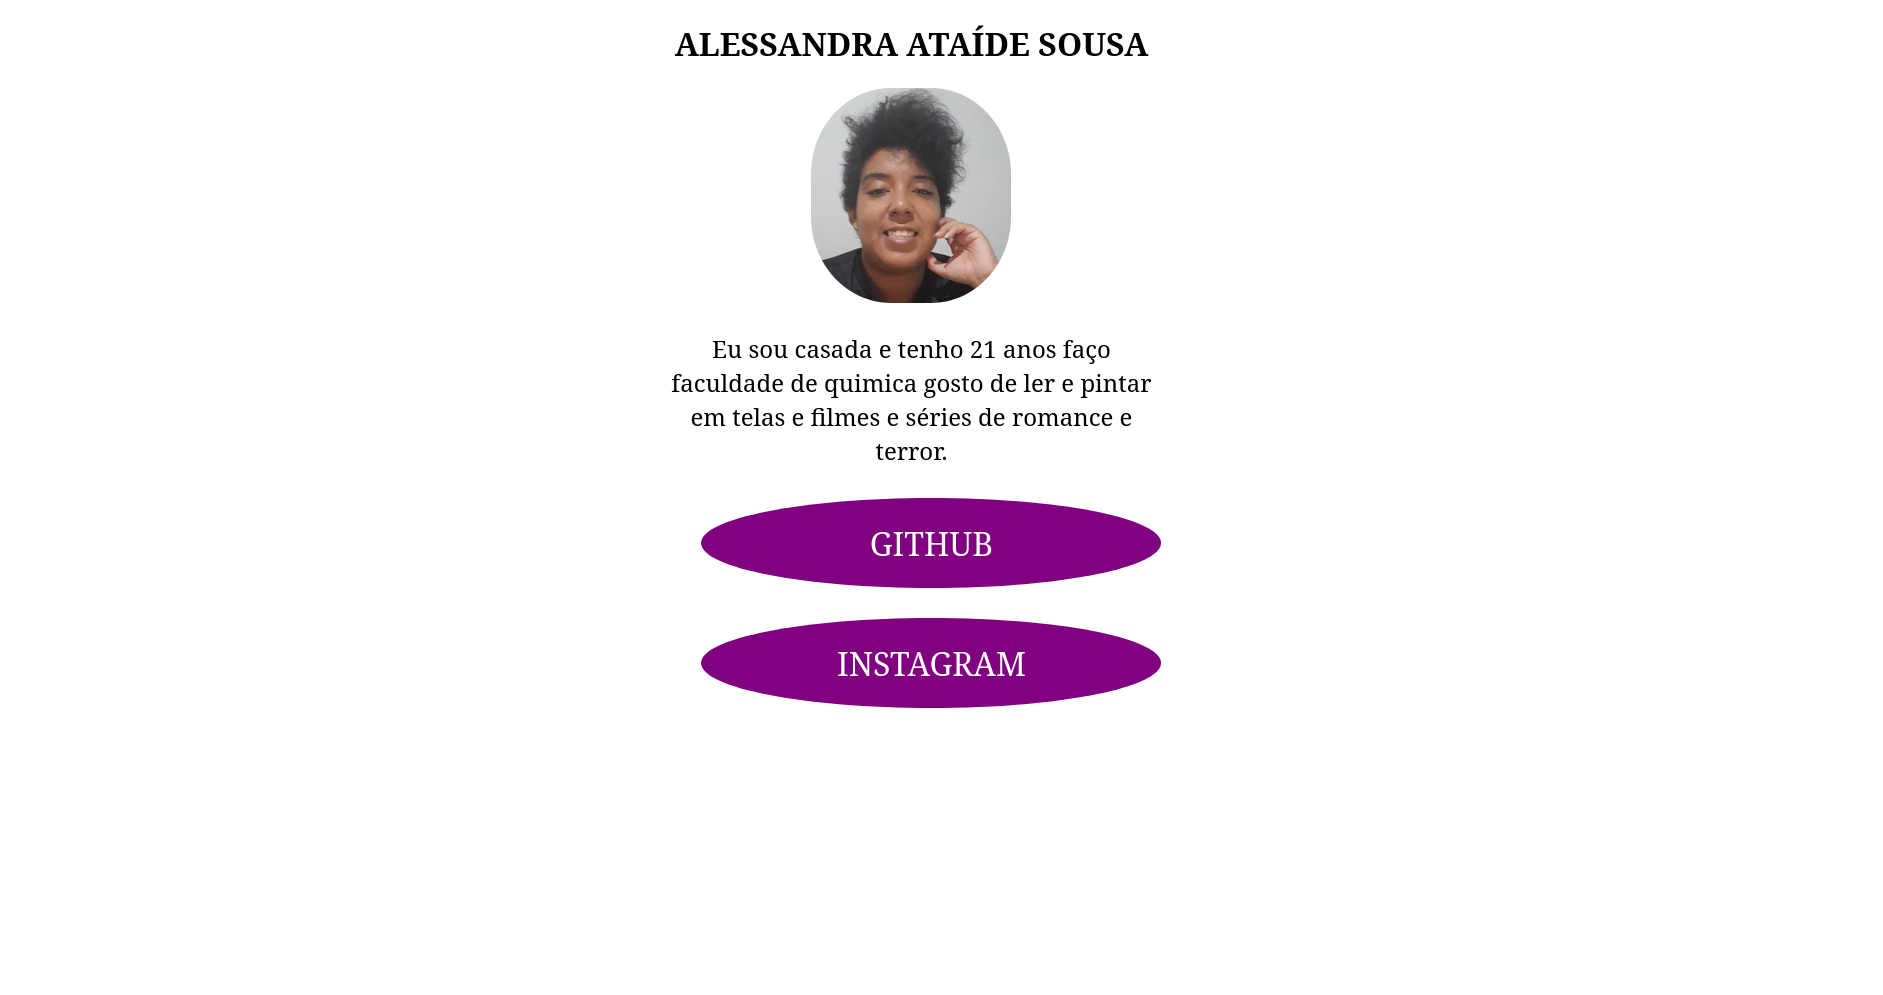 ALESSANDRA ATAÍDE SOUSA
Eu sou casada e tenho 21 anos faço
faculdade de quimica gosto de ler e pintar
em telas e filmes e séries de romance e
terror.
GITHUB
INSTAGRAM